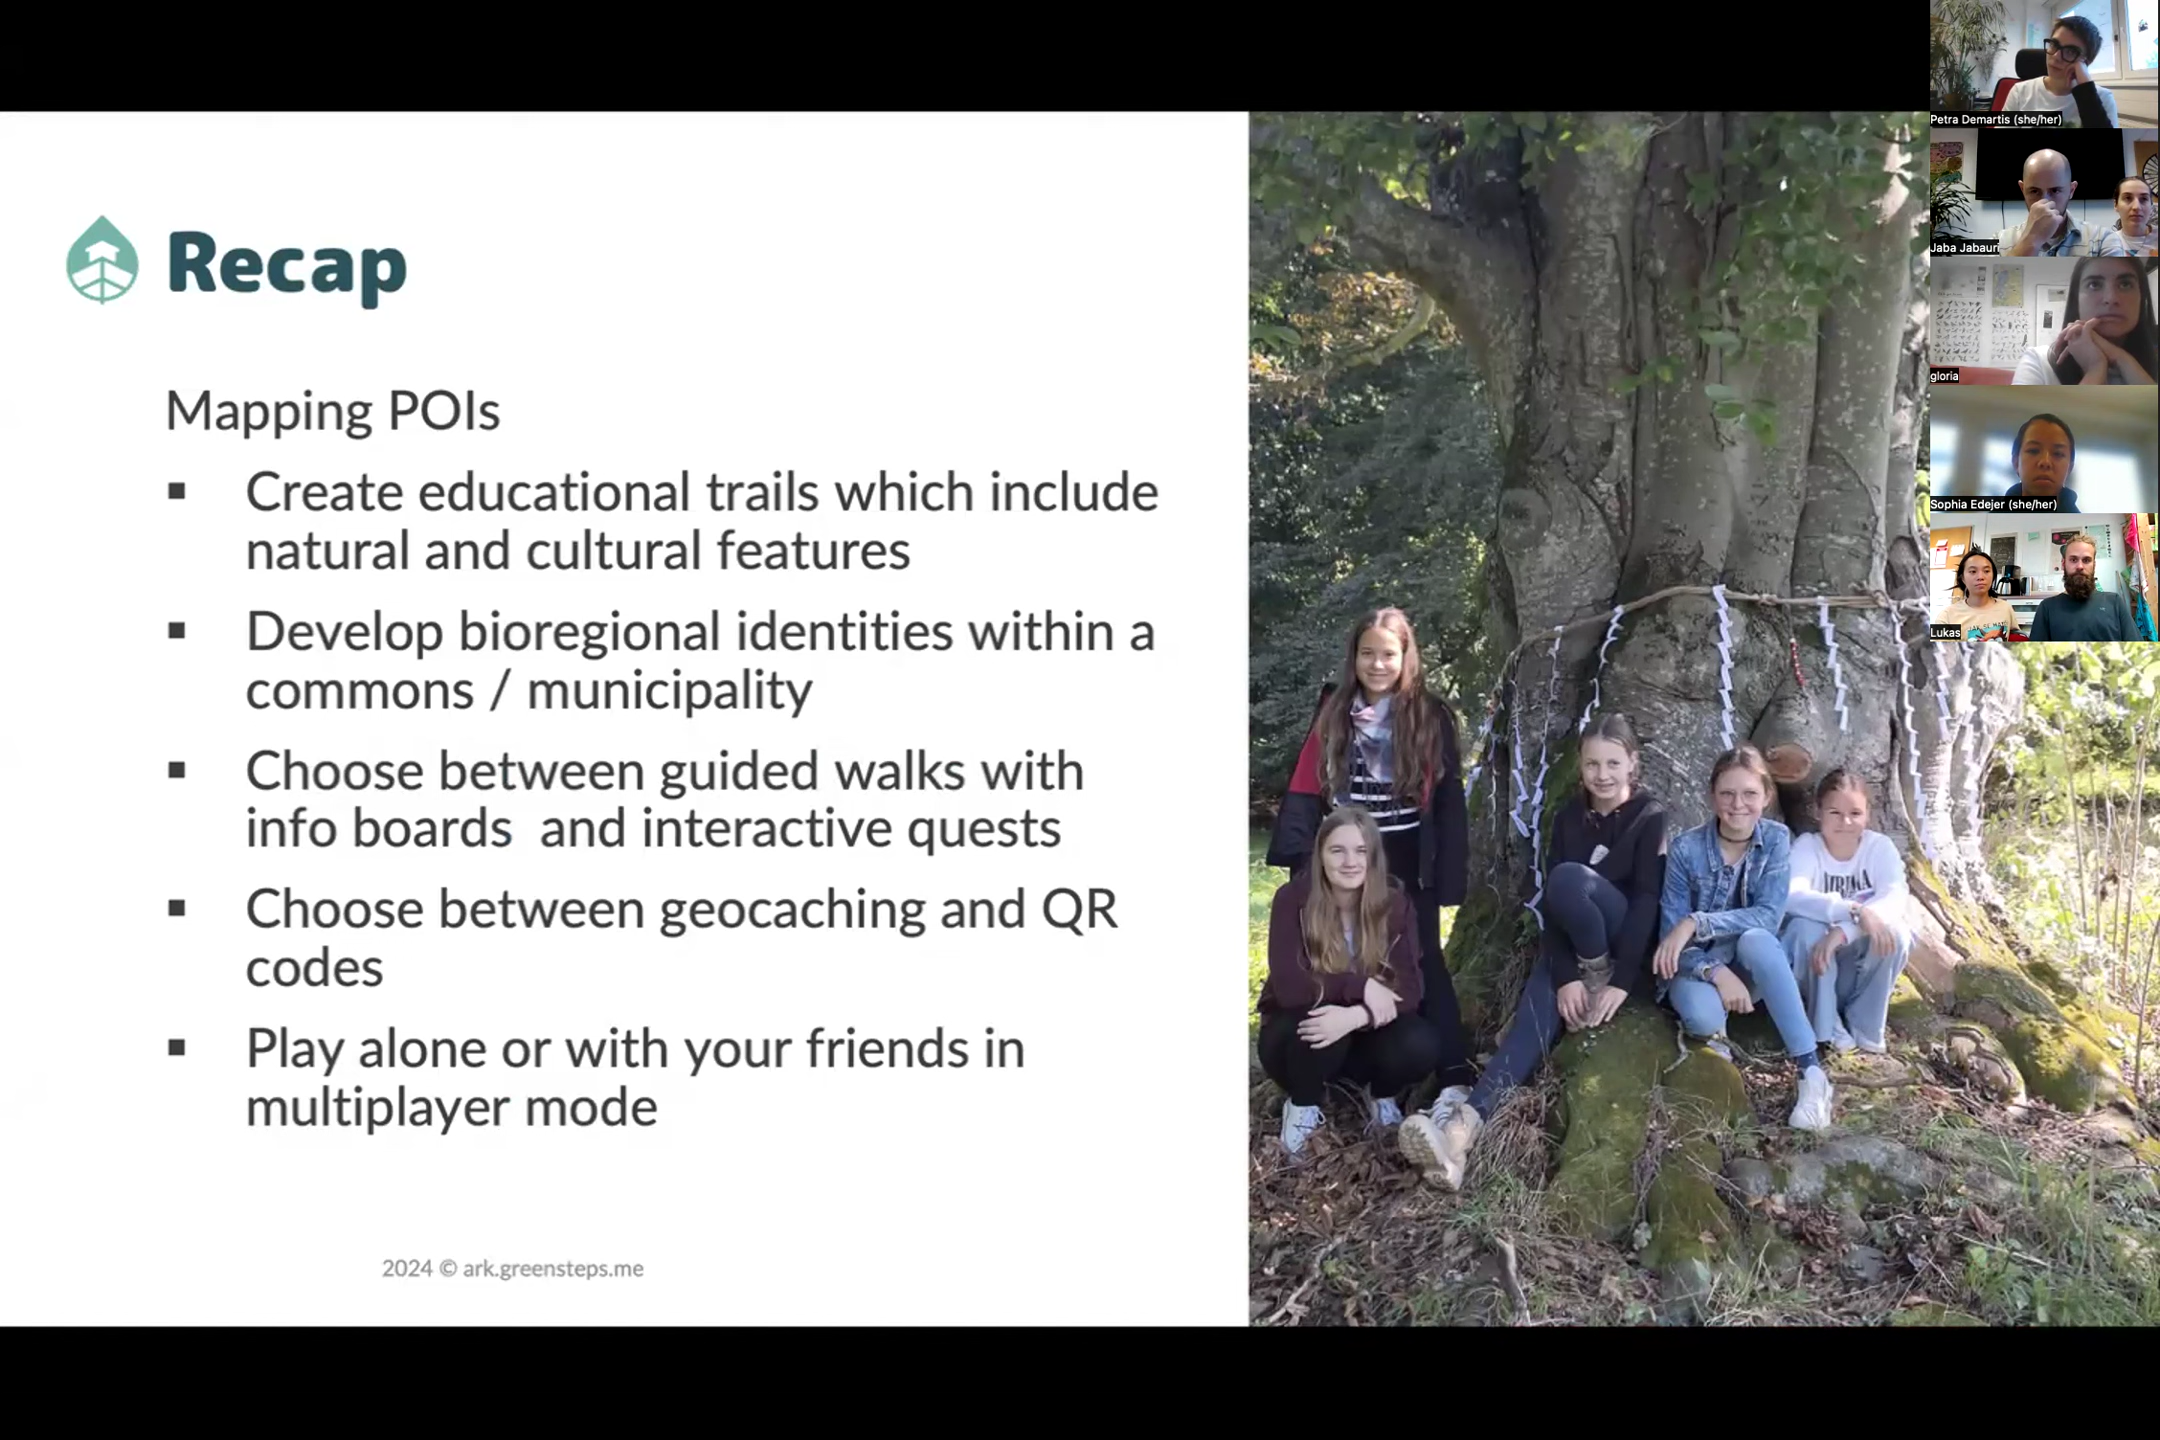 Recap
Mapping POIs
▪ Create educational trails which include
natural and cultural features
▪ Develop bioregional identities within a
commons / municipality
▪ Choose between guided walks with
info boards and interactive quests
▪ Choose between geocaching and QR
codes
▪ Play alone or with your friends in
multiplayer mode
2024 © ark.greensteps.me
Petra Demartis (she/her)
Jaba Jabauri
gloria
Sophia Edejer (she/her)
Lukas